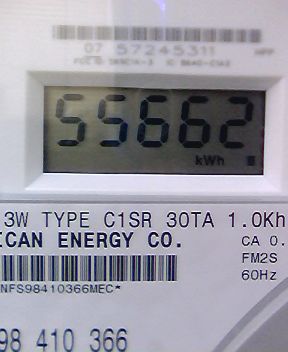 07 57245311
55662
kWh
3W TYPE C1SR 30TA 1.0Kh
ICAN ENERGY CO.
CA 0.
FM2S
60Hz
NFS98410366MEC*
98 410 366